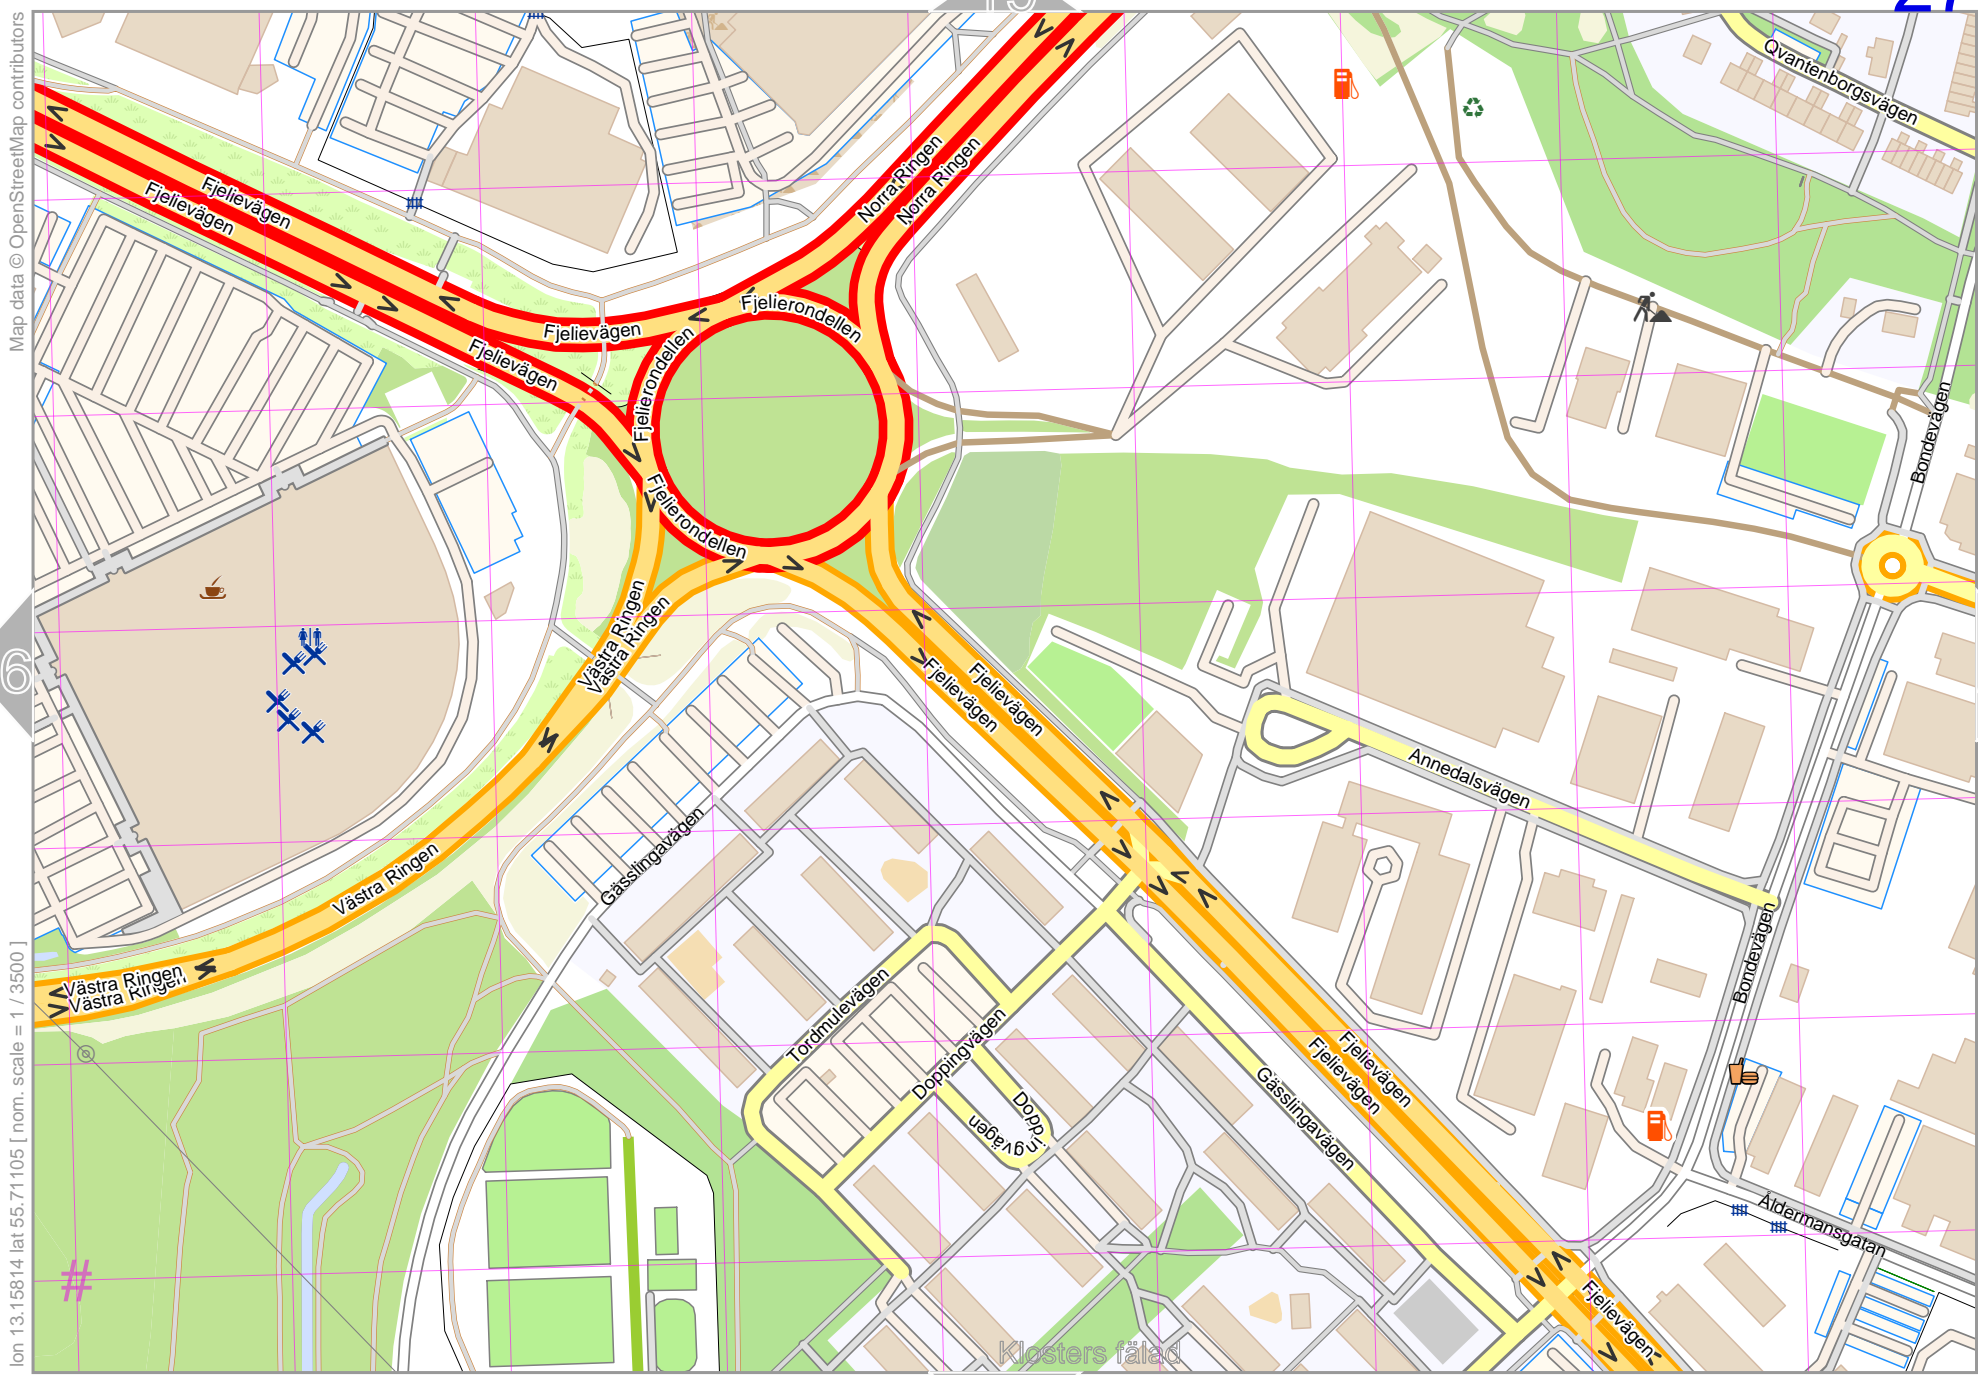 Map data © OpenStreetMap contributors
lon 13.15814 lat 55.71105 [ nom. scale = 1 / 3500 ]
Qvantenborgsvägen
Norra Ringen
Norra Ringen
Fjelievägen
Fjelievägen
Fjelierondellen
Fjelievägen
Fjelievägen
Fjelierondellen
Bondevägen
Fjelierondellen
Västra Ringen
Västra Ringen
6
Fjelievägen
Fjelievägen
Annedalsvägen
Gässlingavägen
Västra Ringen
Bondevägen
Västra Ringen
Västra Ringen
Tordmulevägen
Doppingvägen
Doppingvägen
Fjelievägen
Fjelievägen
Gässlingavägen
Åldermansgatan
#
Fjelievägen
Klosters fälad